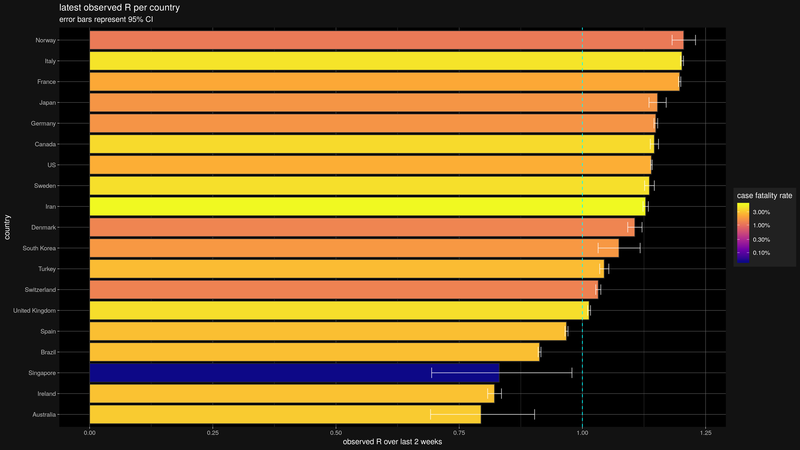 latest observed R per country
error bars represent 95% CI
country
Norway
Italy
France
Japan
Germany
Canada
US
Sweden
Iran
Denmark
South Korea
Turkey
Switzerland
United Kingdom
Spain
Brazil
Singapore
Ireland
Australia
0.00 0.25 0.50 0.75 1.00 1.25
observed R over last 2 weeks
case fatality rate
3.00%
1.00%
0.30%
0.10%